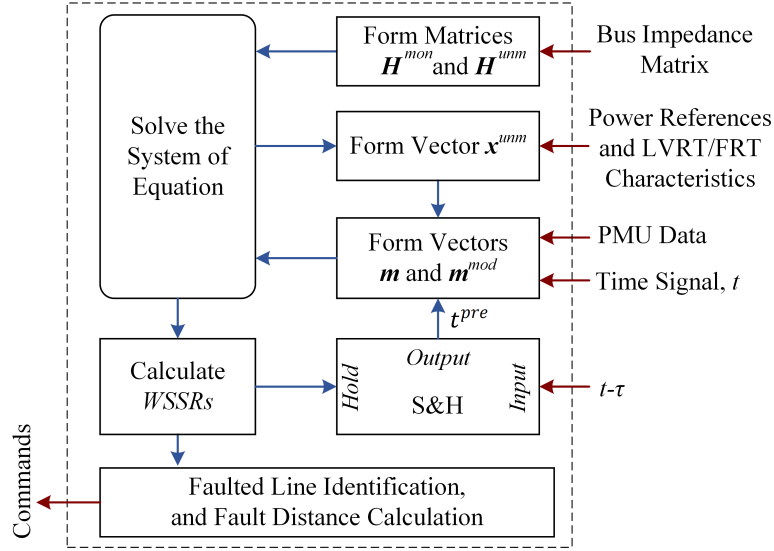 Form Matrices
H^mon and H^unm
Bus Impedance
Matrix
Solve the
System of
Equation
Form Vector x^unm
Power References
and LVRT/FRT
Characteristics
Form Vectors
m and m^mod
PMU Data
Time Signal, t
t^pre
Calculate
WSSRs
Hold
Output
S&H
Input
t-τ
Faulted Line Identification,
and Fault Distance Calculation
Commands